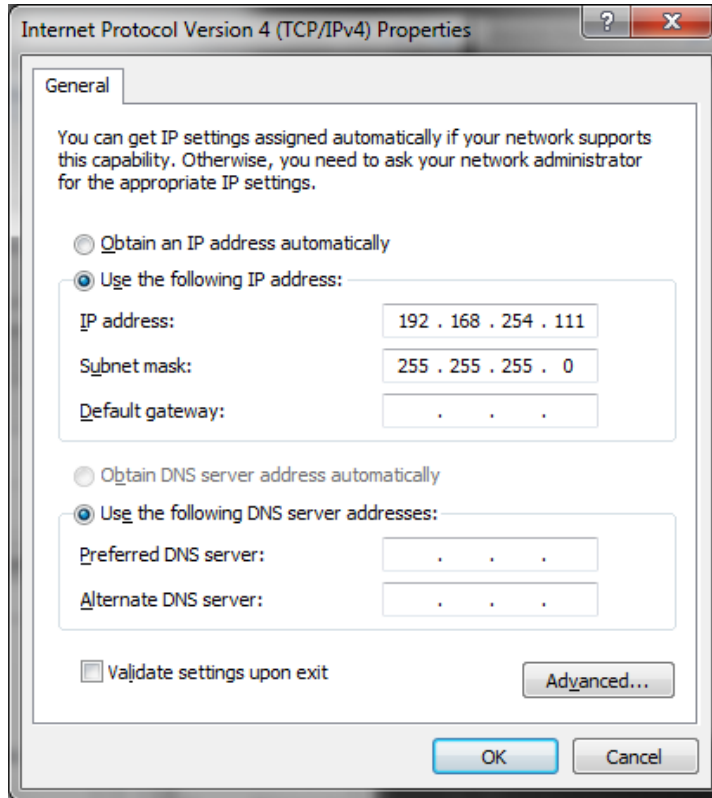 Internet Protocol Version 4 (TCP/IPv4) Properties
?
X
General
You can get IP settings assigned automatically if your network supports
this capability. Otherwise, you need to ask your network administrator
for the appropriate IP settings.
Obtain an IP address automatically
Use the following IP address:
IP address: 192 . 168 . 254 . 111
Subnet mask: 255 . 255 . 255 . 0
Default gateway: . . .
Obtain DNS server address automatically
Use the following DNS server addresses:
Preferred DNS server: . . .
Alternate DNS server: . . .
Validate settings upon exit
Advanced...
OK Cancel